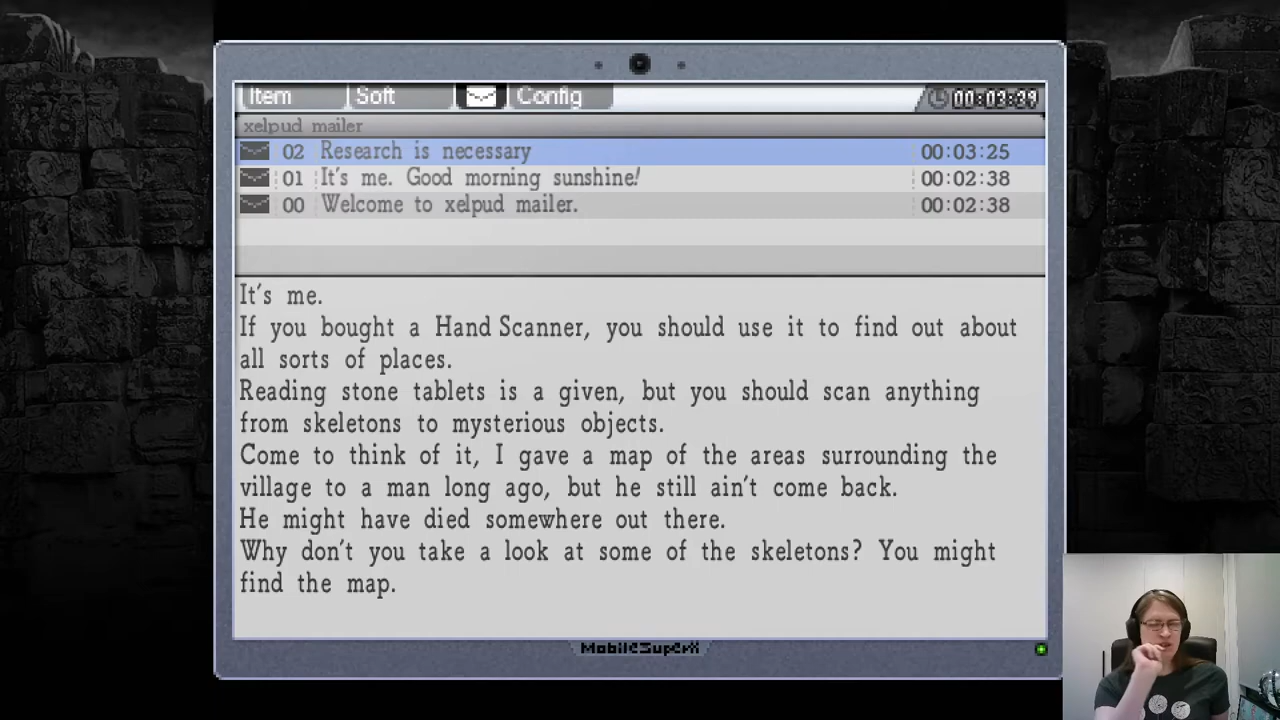 Item Soft Config 00:03:29
xelpud mailer
02 Research is necessary 00:03:25
01 It's me. Good morning sunshine! 00:02:38
00 Welcome to xelpud mailer. 00:02:38
It's me.
If you bought a Hand Scanner, you should use it to find out about
all sorts of places.
Reading stone tablets is a given, but you should scan anything
from skeletons to mysterious objects.
Come to think of it, I gave a map of the areas surrounding the
village to a man long ago, but he still ain't come back.
He might have died somewhere out there.
Why don't you take a look at some of the skeletons? You might
find the map.
MobileSuperX